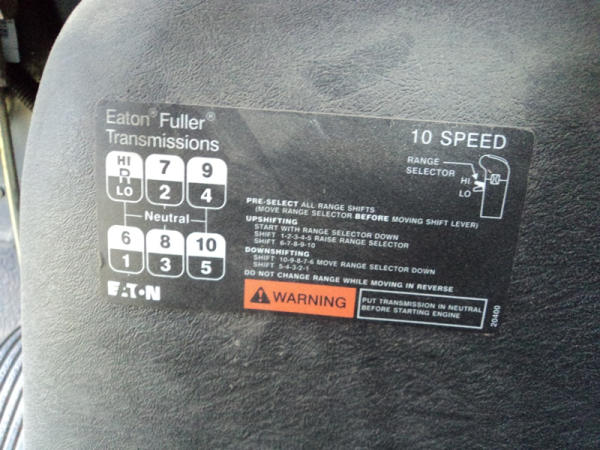 Eaton® Fuller®
Transmissions
10 SPEED
HI R LO
7 2
9 4
Neutral
6 1
8 3
10 5
EATON
RANGE
SELECTOR
HI
LO
PRE-SELECT ALL RANGE SHIFTS
(MOVE RANGE SELECTOR BEFORE MOVING SHIFT LEVER)
UPSHIFTING
START WITH RANGE SELECTOR DOWN
SHIFT 1-2-3-4-5 RAISE RANGE SELECTOR
SHIFT 6-7-8-9-10
DOWNSHIFTING
SHIFT 10-9-8-7-6 MOVE RANGE SELECTOR DOWN
SHIFT 5-4-3-2-1
DO NOT CHANGE RANGE WHILE MOVING IN REVERSE
WARNING
PUT TRANSMISSION IN NEUTRAL
BEFORE STARTING ENGINE
20400